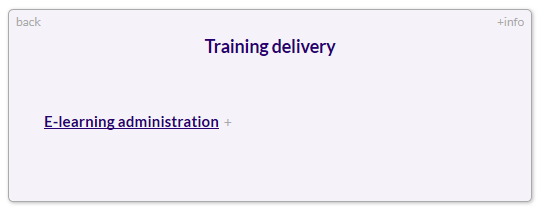 back +info
Training delivery
E-learning administration +